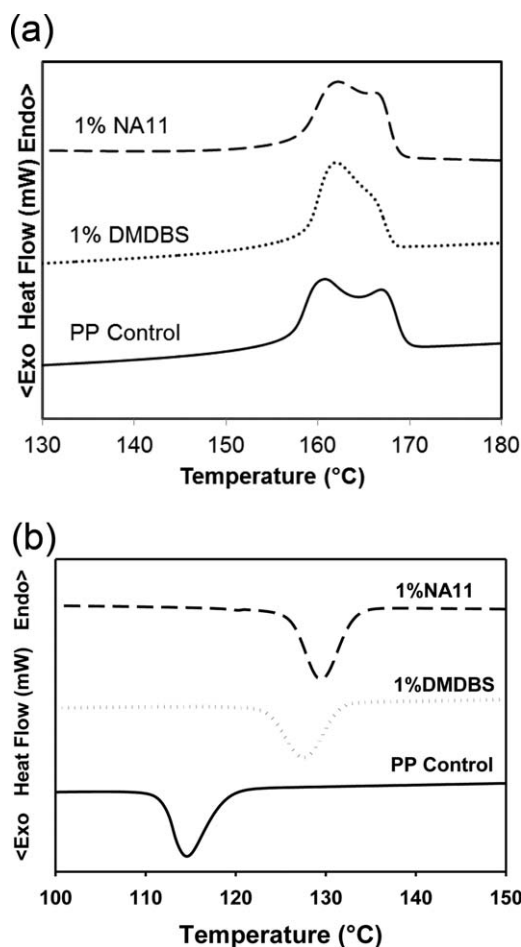 (a)
<Exo Heat Flow (mW) Endo>
1% NA11
1% DMDBS
PP Control
130 140 150 160 170 180
Temperature (°C)
(b)
<Exo Heat Flow (mW) Endo>
1%NA11
1%DMDBS
PP Control
100 110 120 130 140 150
Temperature (°C)